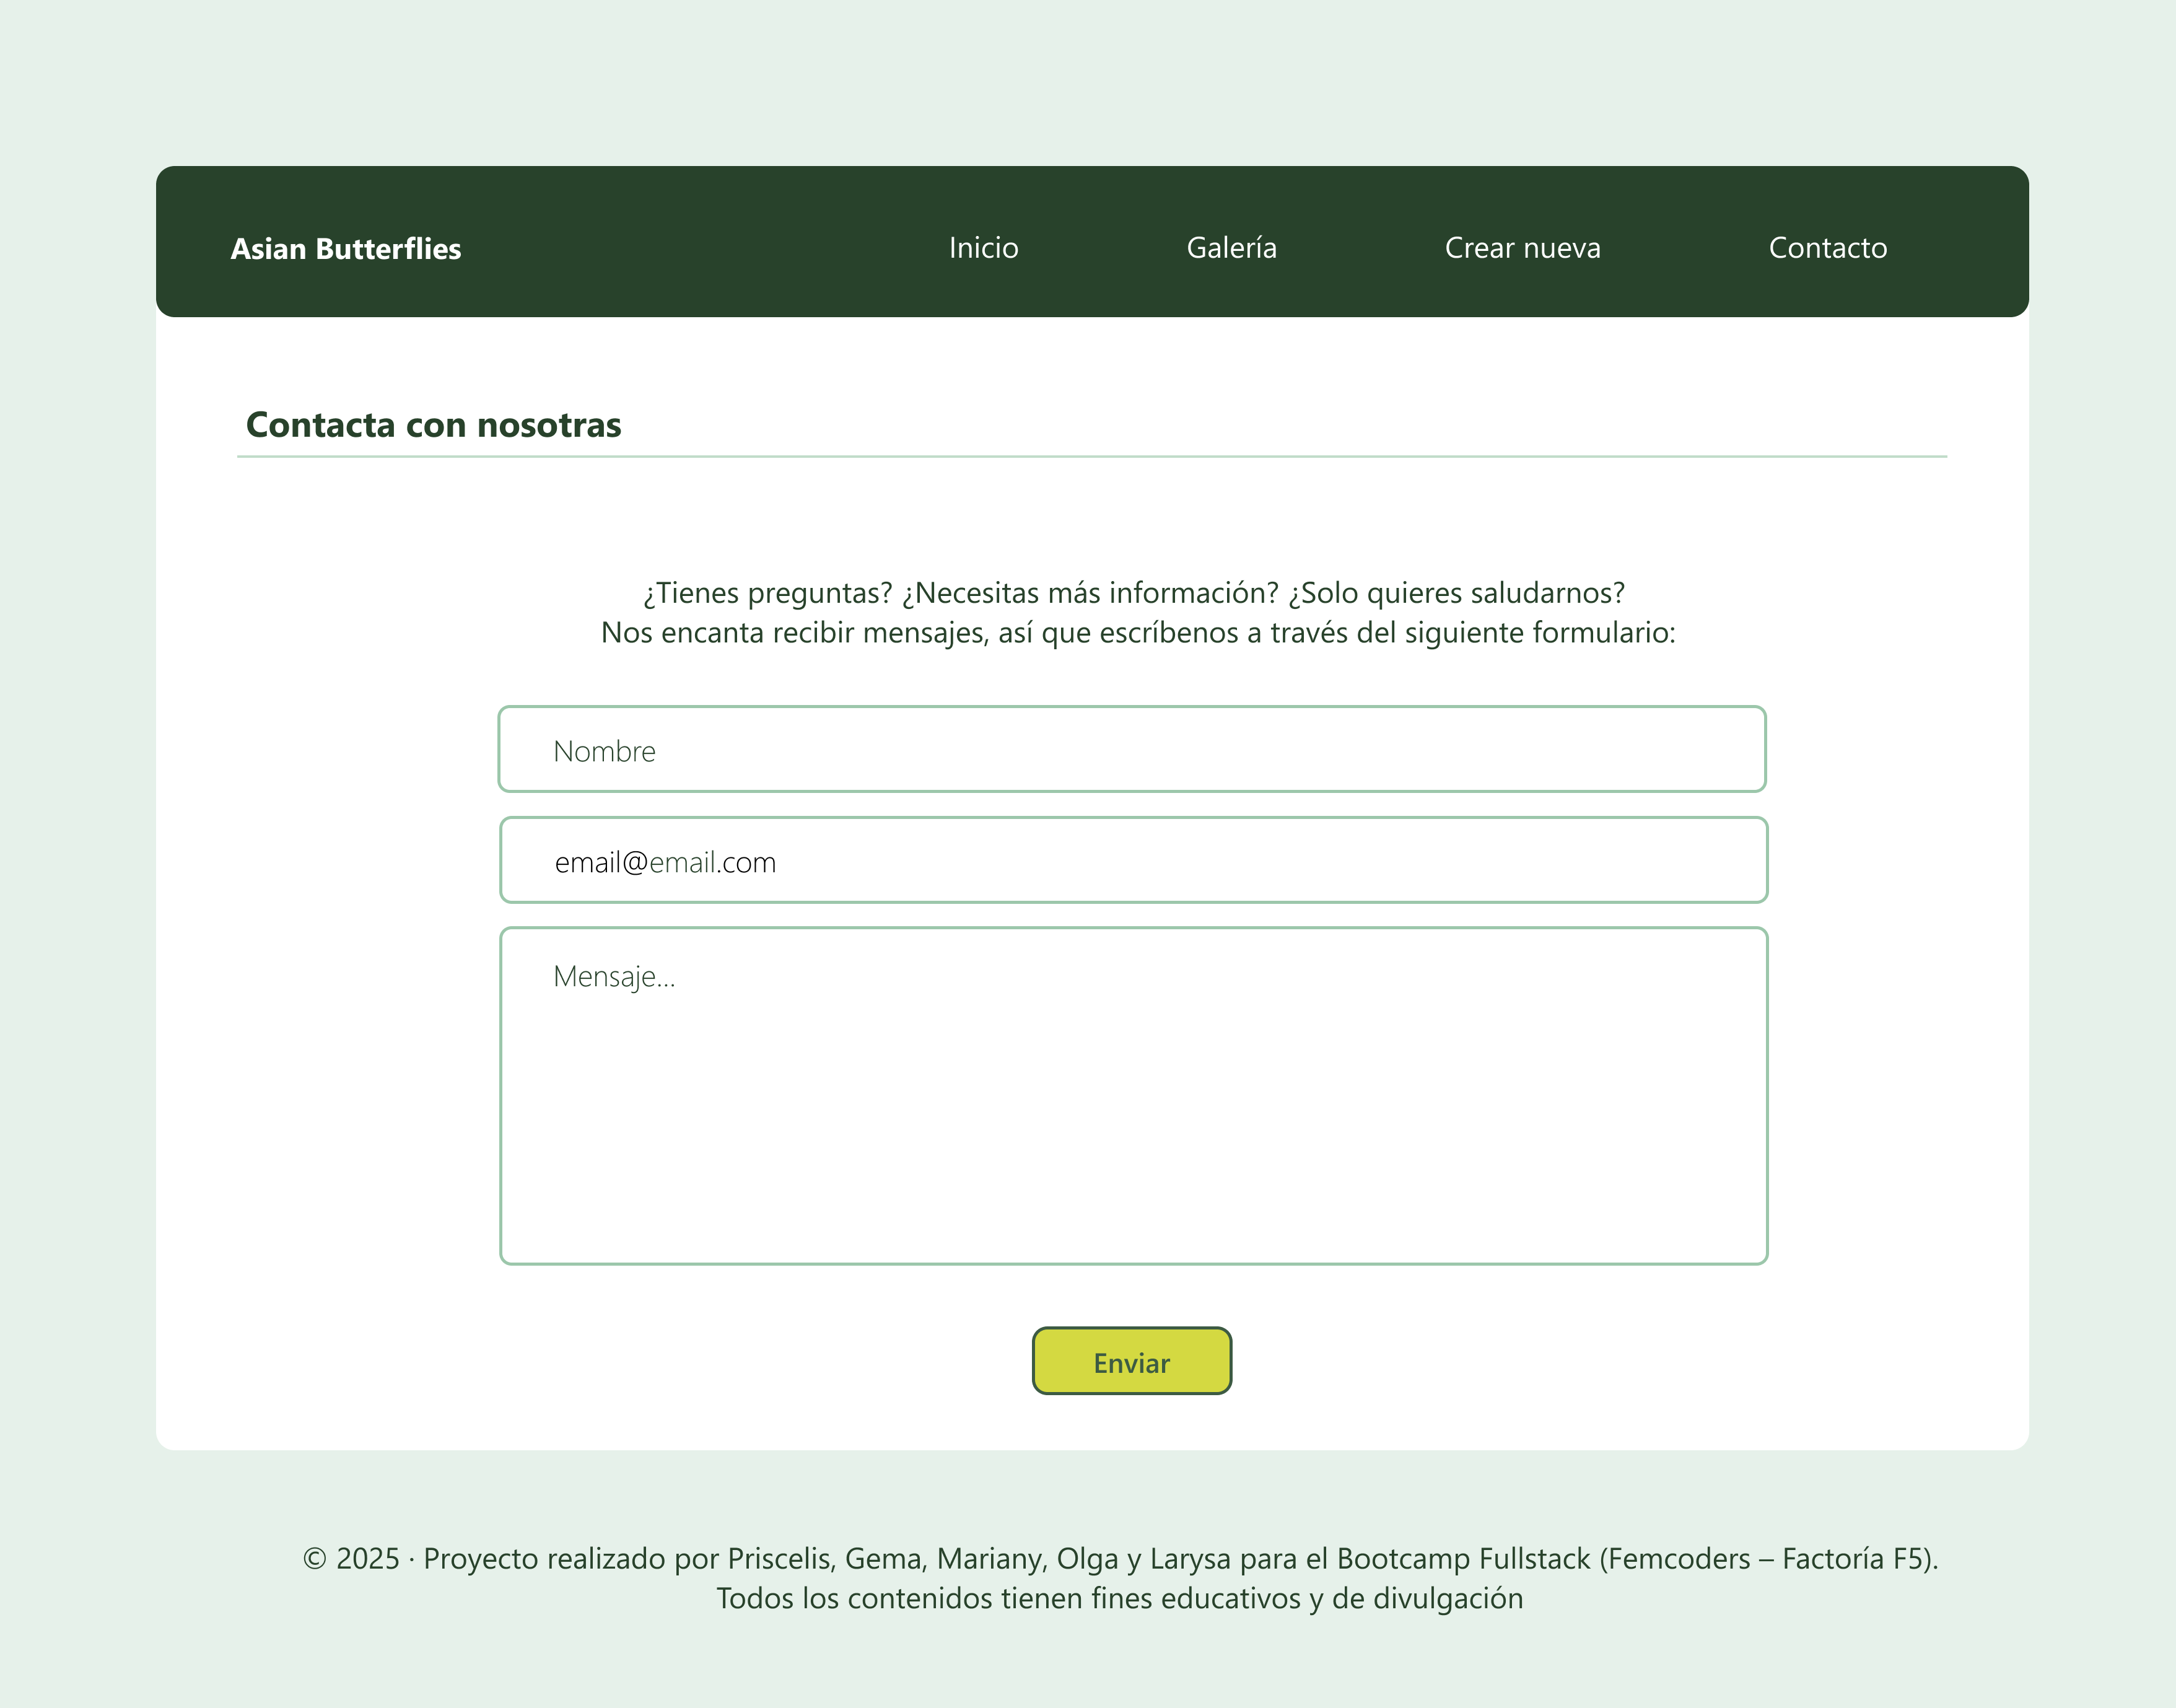 Asian Butterflies
Inicio
Galería
Crear nueva
Contacto
Contacta con nosotras
¿Tienes preguntas? ¿Necesitas más información? ¿Solo quieres saludarnos?
Nos encanta recibir mensajes, así que escríbenos a través del siguiente formulario:
Nombre
email@email.com
Mensaje...
Enviar
© 2025 · Proyecto realizado por Priscelis, Gema, Mariany, Olga y Larysa para el Bootcamp Fullstack (Femcoders – Factoría F5).
Todos los contenidos tienen fines educativos y de divulgación